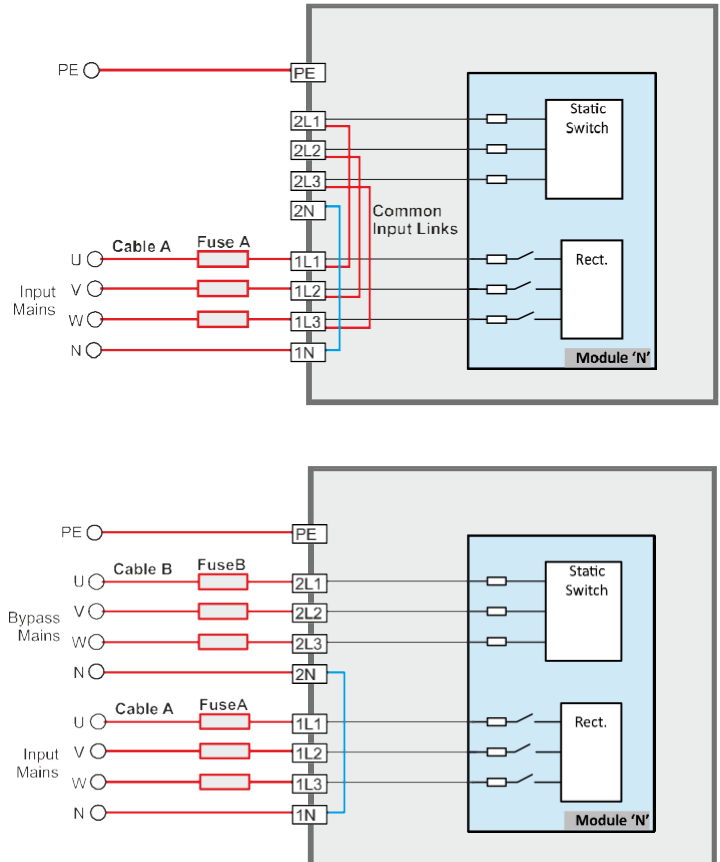 PE
PE
2L1
2L2
2L3
2N
Static
Switch
Common
Input Links
Cable A
Fuse A
U
V
W
N
Input
Mains
1L1
1L2
1L3
1N
Rect.
Module ‘N’
PE
PE
Cable B
FuseB
U
V
W
N
Bypass
Mains
2L1
2L2
2L3
2N
Static
Switch
Cable A
FuseA
U
V
W
N
Input
Mains
1L1
1L2
1L3
1N
Rect.
Module ‘N’